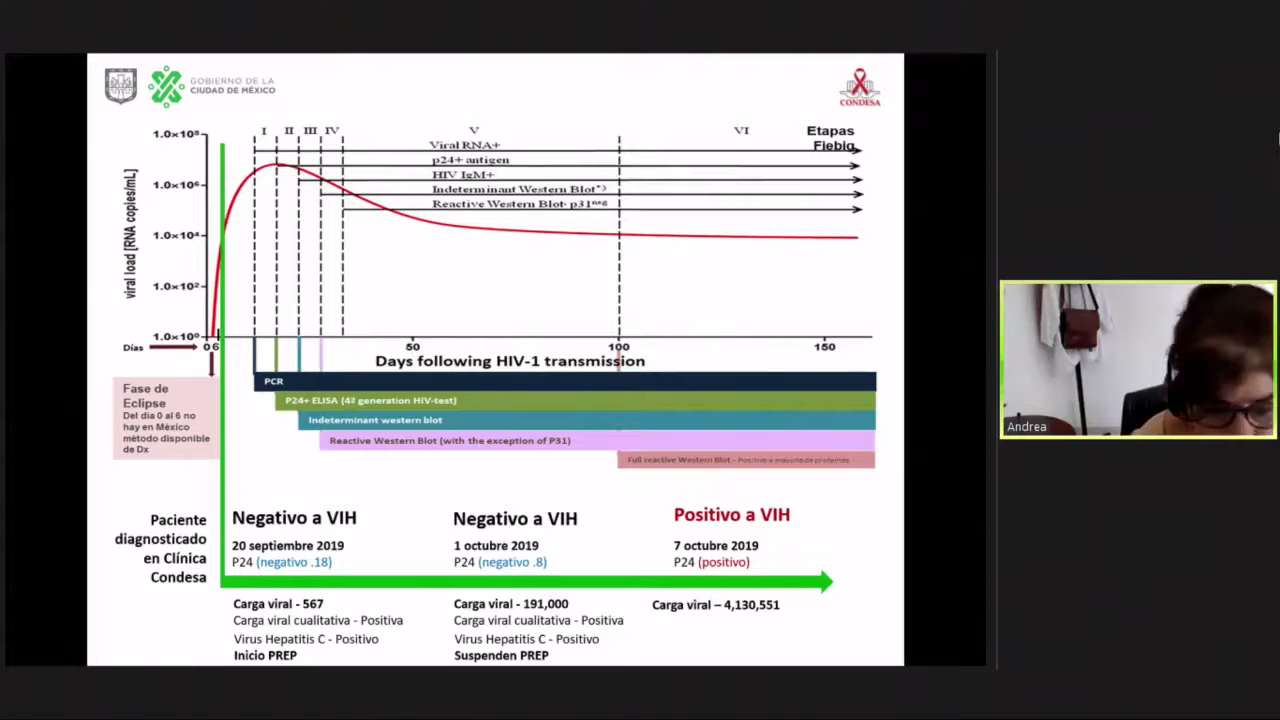 GOBIERNO DE LA
CIUDAD DE MÉXICO
CONDESA
I II III IV V VI
Etapas
Fiebig
Viral RNA+
p24+ antigen
HIV IgM+
Indeterminant Western Blot*)
Reactive Western Blot· p31neg
viral load [RNA copies/mL]
1.0×10⁸
1.0×10⁶
1.0×10⁴
1.0×10²
1.0×10⁰
Días
0 6 50 100 150
Days following HIV-1 transmission
PCR
P24+ ELISA (4ª generation HIV-test)
Indeterminant western blot
Reactive Western Blot (with the exception of P31)
Full reactive Western Blot – Positivo a mayoría de proteínas
Fase de
Eclipse
Del día 0 al 6 no
hay en México
método disponible
de Dx
Paciente
diagnosticado
en Clínica
Condesa
Negativo a VIH
20 septiembre 2019
P24 (negativo .18)
Carga viral - 567
Carga viral cualitativa - Positiva
Virus Hepatitis C - Positivo
Inicio PREP
Negativo a VIH
1 octubre 2019
P24 (negativo .8)
Carga viral - 191,000
Carga viral cualitativa - Positiva
Virus Hepatitis C - Positivo
Suspenden PREP
Positivo a VIH
7 octubre 2019
P24 (positivo)
Carga viral – 4,130,551
Andrea